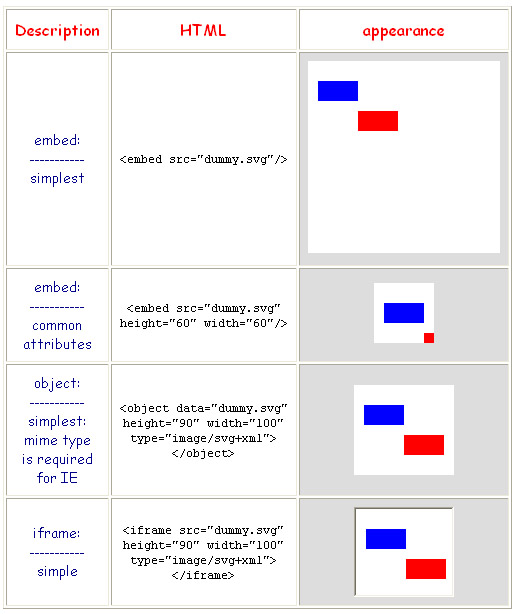 Description HTML appearance
embed:
-----------
simplest
<embed src="dummy.svg"/>
embed:
-----------
common
attributes
<embed src="dummy.svg"
height="60" width="60"/>
object:
-----------
simplest:
mime type
is required
for IE
<object data="dummy.svg"
height="90" width="100"
type="image/svg+xml">
</object>
iframe:
-----------
simple
<iframe src="dummy.svg"
height="90" width="100"
type="image/svg+xml">
</iframe>